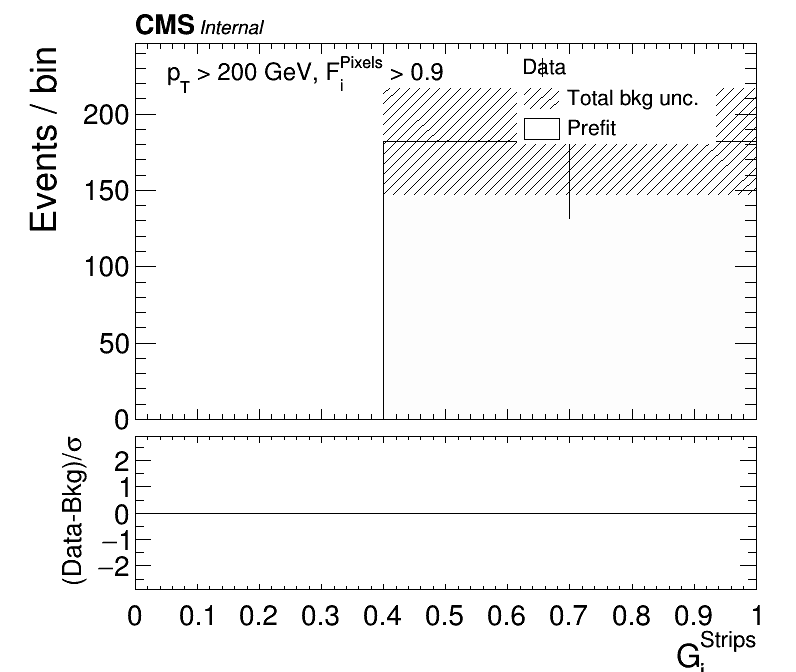 CMS Internal
p_T > 200 GeV, F_i^Pixels > 0.9
Data
Total bkg unc.
Prefit
Events / bin
200
150
100
50
0
(Data-Bkg)/σ
2
1
0
−1
−2
0 0.1 0.2 0.3 0.4 0.5 0.6 0.7 0.8 0.9 1
G_i^Strips